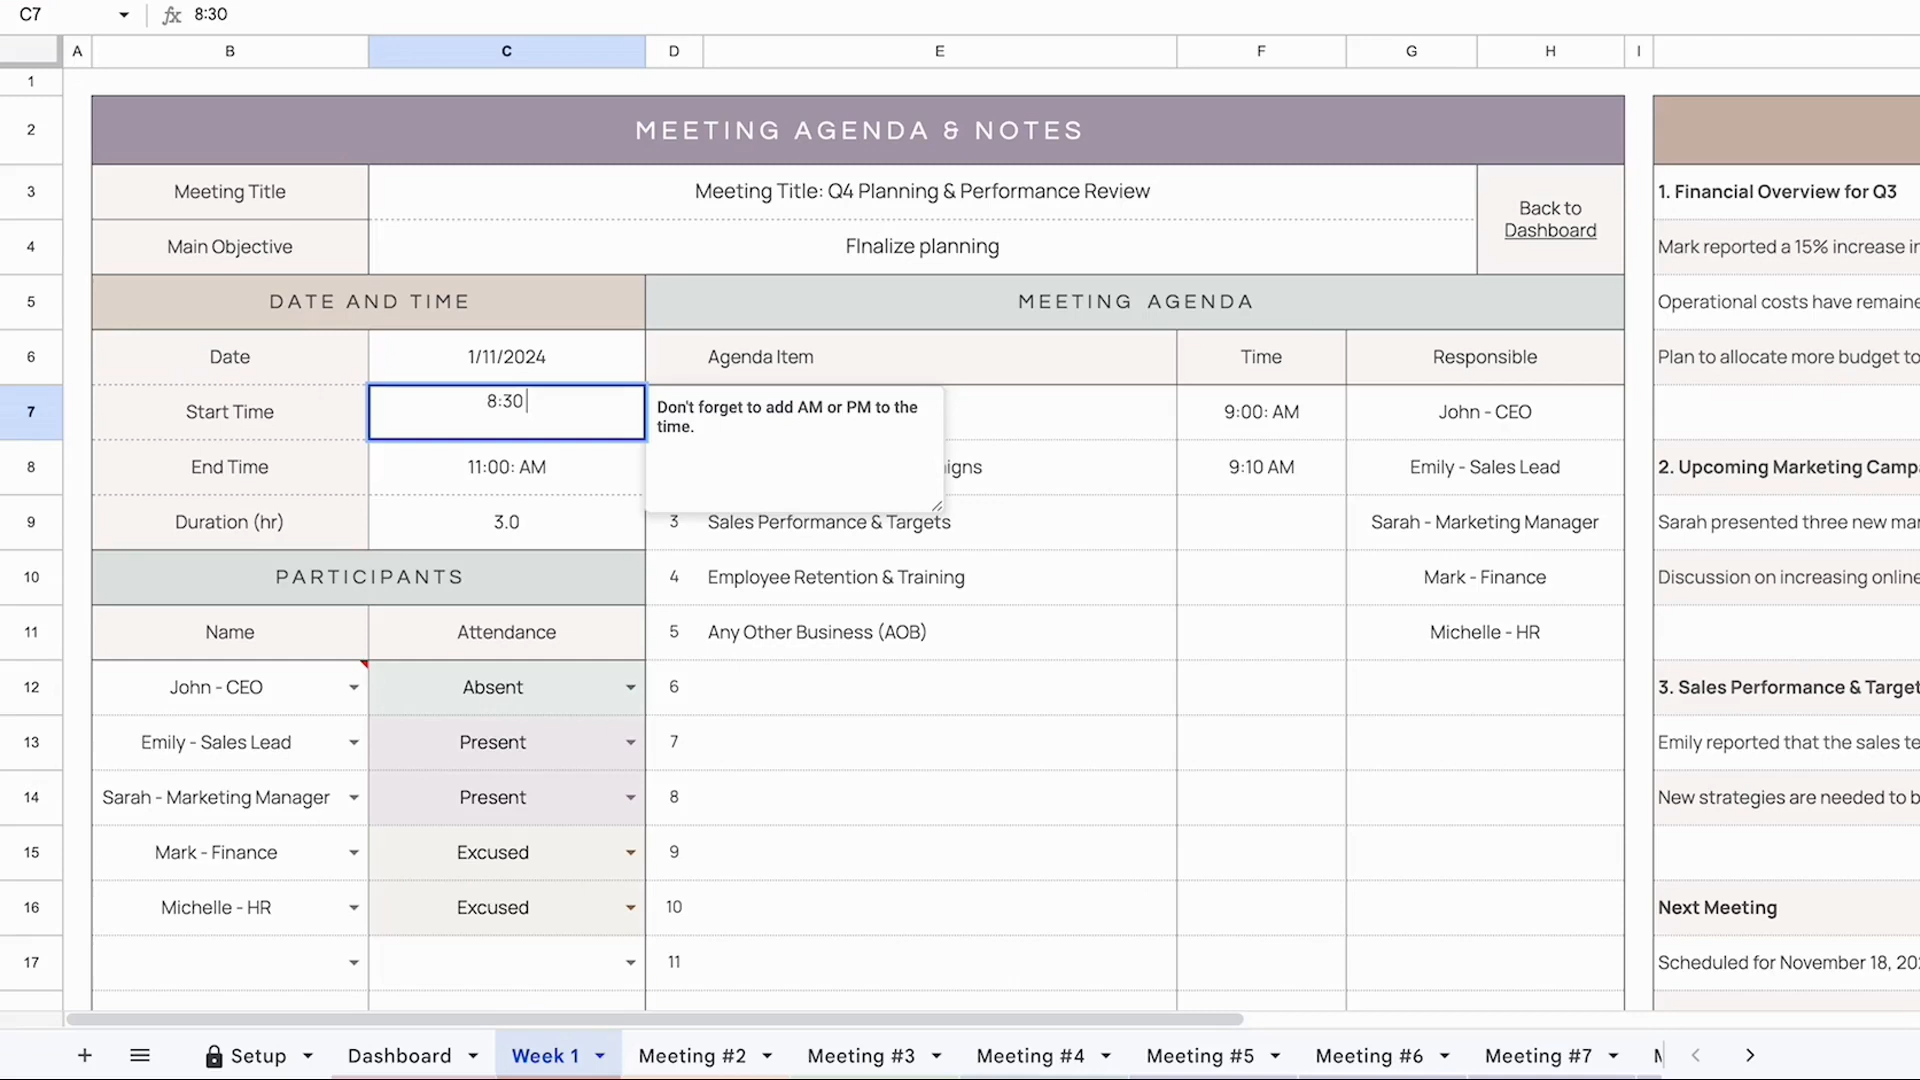 C7 fx 8:30
A B C D E F G H I
1
2 MEETING AGENDA & NOTES
3 Meeting Title Meeting Title: Q4 Planning & Performance Review 1. Financial Overview for Q3
Back to
Dashboard
4 Main Objective FInalize planning Mark reported a 15% increase in
5 DATE AND TIME MEETING AGENDA Operational costs have remaine
6 Date 1/11/2024 Agenda Item Time Responsible Plan to allocate more budget to
7 Start Time 8:30 9:00: AM John - CEO
Don't forget to add AM or PM to the
time.
8 End Time 11:00: AM igns 9:10 AM Emily - Sales Lead 2. Upcoming Marketing Campa
9 Duration (hr) 3.0 3 Sales Performance & Targets Sarah - Marketing Manager Sarah presented three new mar
10 PARTICIPANTS 4 Employee Retention & Training Mark - Finance Discussion on increasing online
11 Name Attendance 5 Any Other Business (AOB) Michelle - HR
12 John - CEO Absent 6 3. Sales Performance & Target
13 Emily - Sales Lead Present 7 Emily reported that the sales te
14 Sarah - Marketing Manager Present 8 New strategies are needed to b
15 Mark - Finance Excused 9
16 Michelle - HR Excused 10 Next Meeting
17 11 Scheduled for November 18, 20
Setup Dashboard Week 1 Meeting #2 Meeting #3 Meeting #4 Meeting #5 Meeting #6 Meeting #7